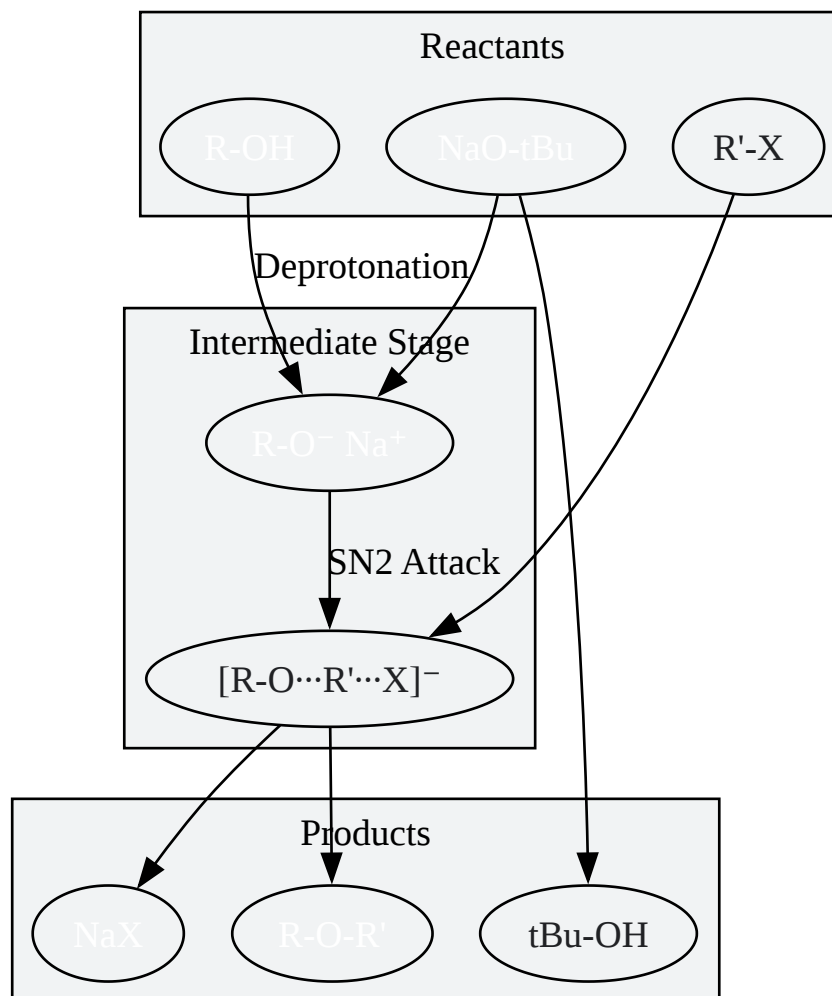 Reactants
R-OH
NaO-tBu
R'-X
Deprotonation
Intermediate Stage
R-O⁻ Na⁺
SN2 Attack
[R-O···R'···X]⁻
Products
NaX
R-O-R'
tBu-OH